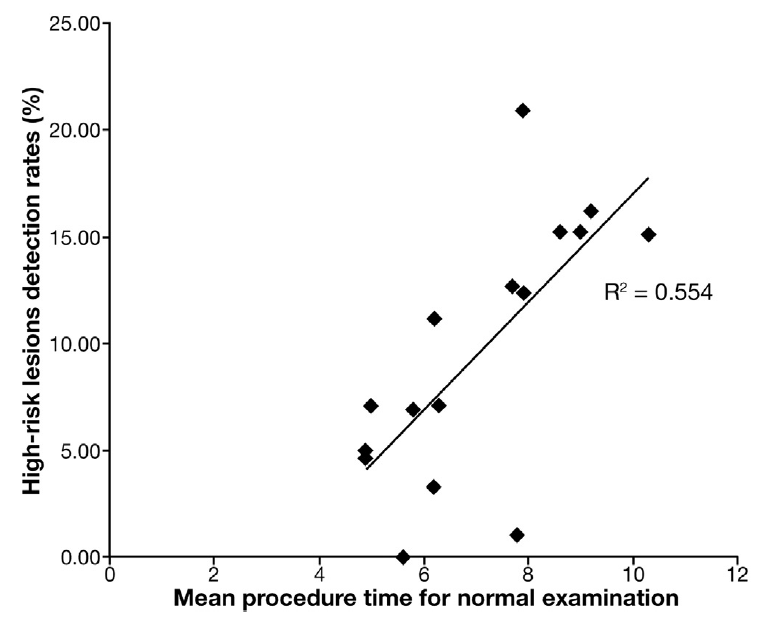 High-risk lesions detection rates (%)
25.00
20.00
15.00
10.00
5.00
0.00
R² = 0.554
0 2 4 6 8 10 12
Mean procedure time for normal examination